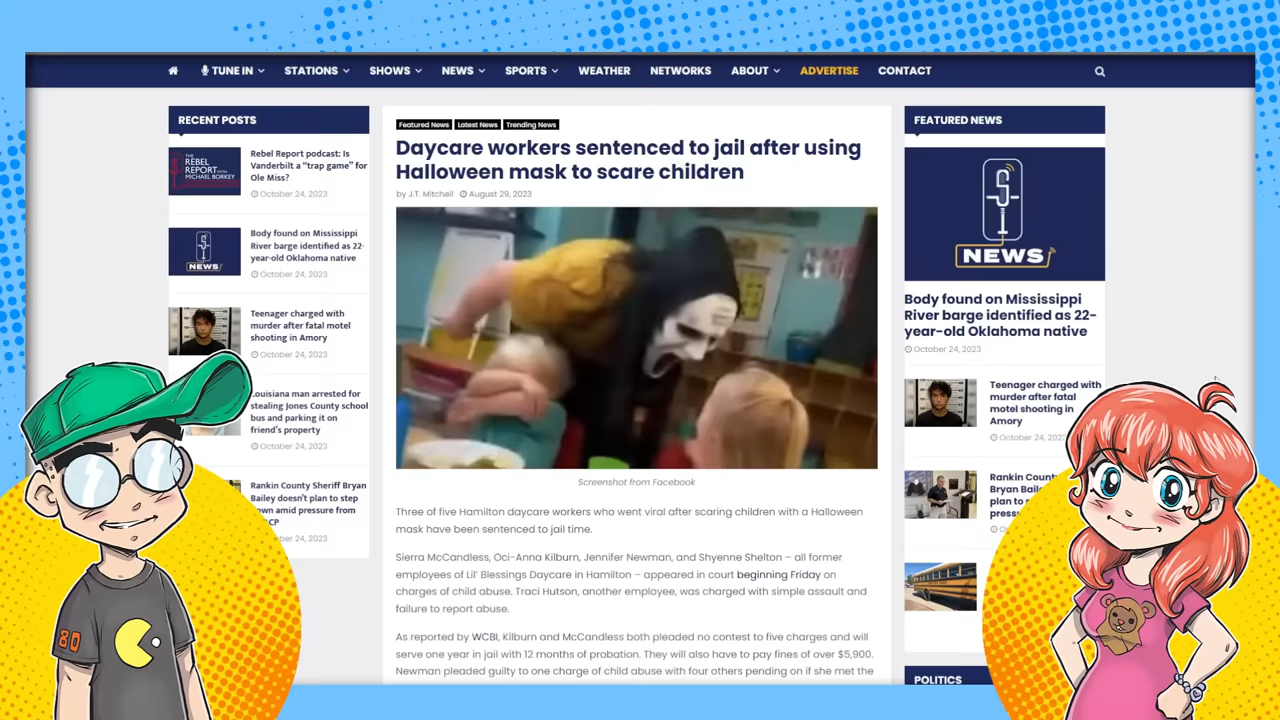 TUNE IN
STATIONS
SHOWS
NEWS
SPORTS
WEATHER
NETWORKS
ABOUT
ADVERTISE
CONTACT
RECENT POSTS
THE
REBEL
REPORT WITH
MICHAEL BORKEY
Rebel Report podcast: Is
Vanderbilt a “trap game” for
Ole Miss?
October 24, 2023
NEWS
Body found on Mississippi
River barge identified as 22-
year-old Oklahoma native
October 24, 2023
Teenager charged with
murder after fatal motel
shooting in Amory
October 24, 2023
Louisiana man arrested for
stealing Jones County school
bus and parking it on
friend’s property
October 24, 2023
Rankin County Sheriff Bryan
Bailey doesn’t plan to step
down amid pressure from
CP
2023
80
Featured News
Latest News
Trending News
Daycare workers sentenced to jail after using
Halloween mask to scare children
by J.T. Mitchell August 29, 2023
Screenshot from Facebook
Three of five Hamilton daycare workers who went viral after scaring children with a Halloween
mask have been sentenced to jail time.
Sierra McCandless, Oci-Anna Kilburn, Jennifer Newman, and Shyenne Shelton – all former
employees of Lil’ Blessings Daycare in Hamilton – appeared in court beginning Friday on
charges of child abuse. Traci Hutson, another employee, was charged with simple assault and
failure to report abuse.
As reported by WCBI, Kilburn and McCandless both pleaded no contest to five charges and will
serve one year in jail with 12 months of probation. They will also have to pay fines of over $5,900.
Newman pleaded guilty to one charge of child abuse with four others pending on if she met the
FEATURED NEWS
NEWS
Body found on Mississippi
River barge identified as 22-
year-old Oklahoma native
October 24, 2023
Teenager charged with
murder after fatal
motel shooting in
Amory
October 24, 202
Rankin Count
Bryan Baile
plan to s
pressu
POLITICS